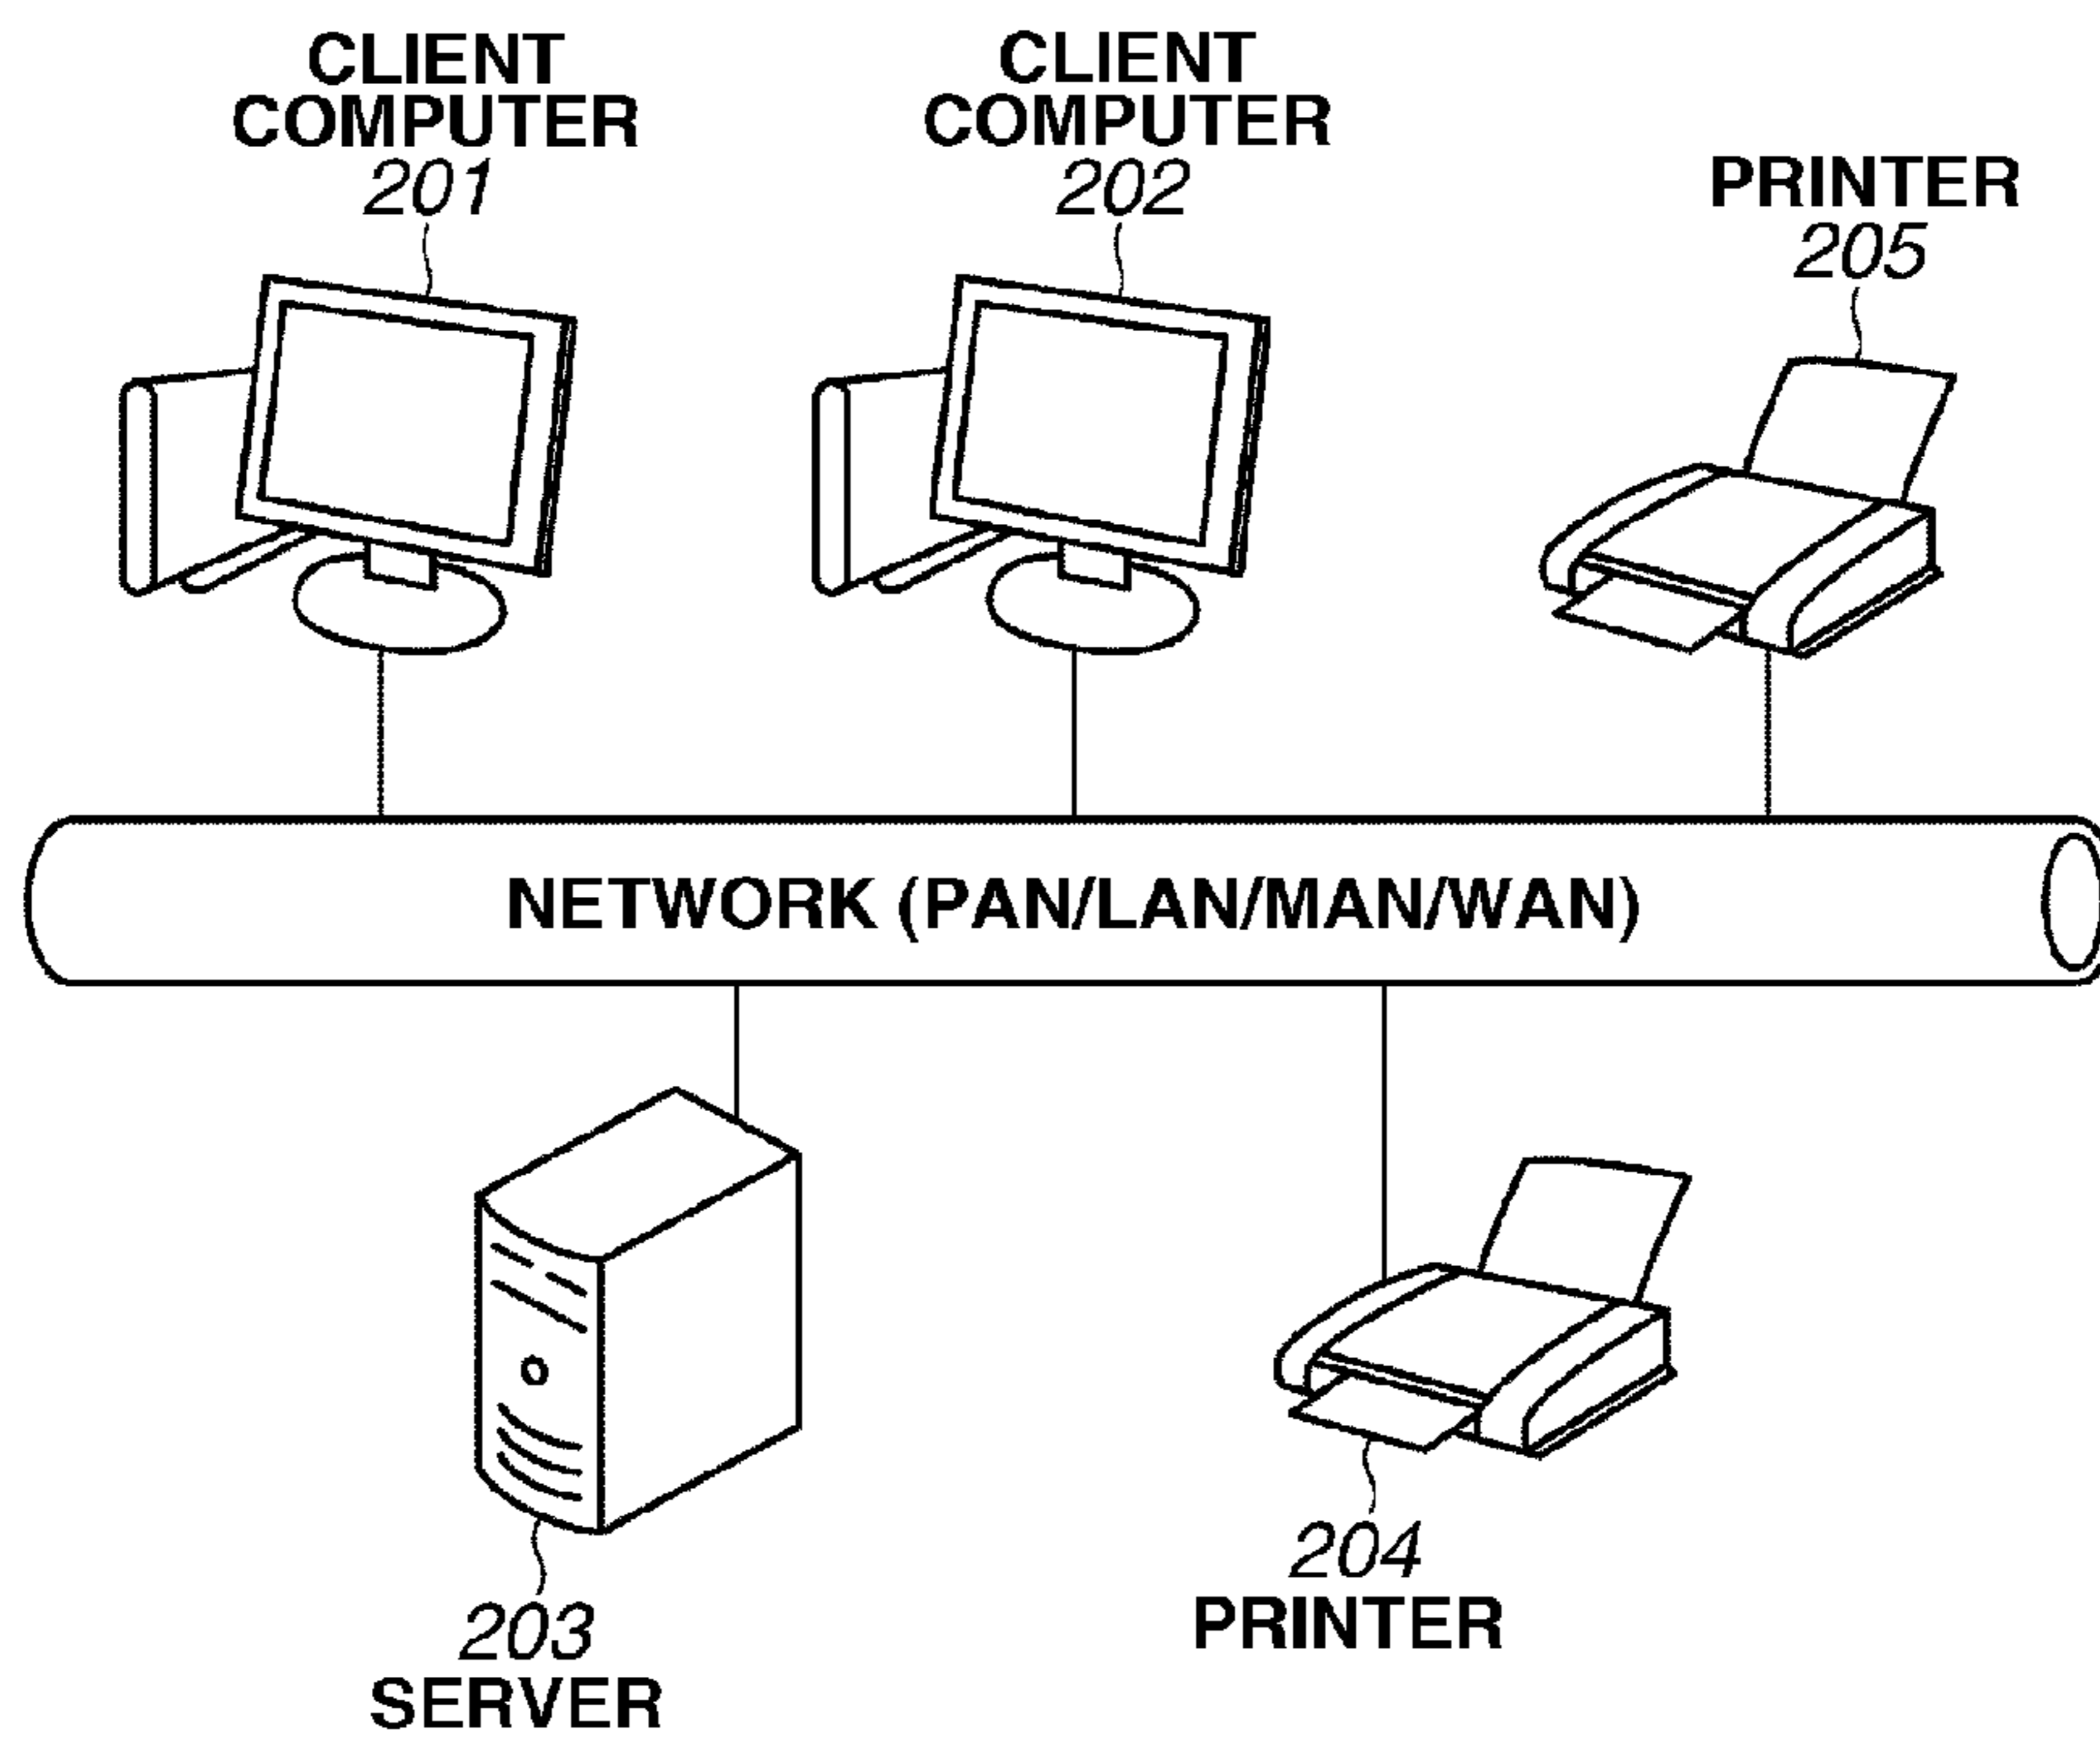 CLIENT
COMPUTER
201
CLIENT
COMPUTER
202
PRINTER
205
NETWORK (PAN/LAN/MAN/WAN)
203
SERVER
204
PRINTER